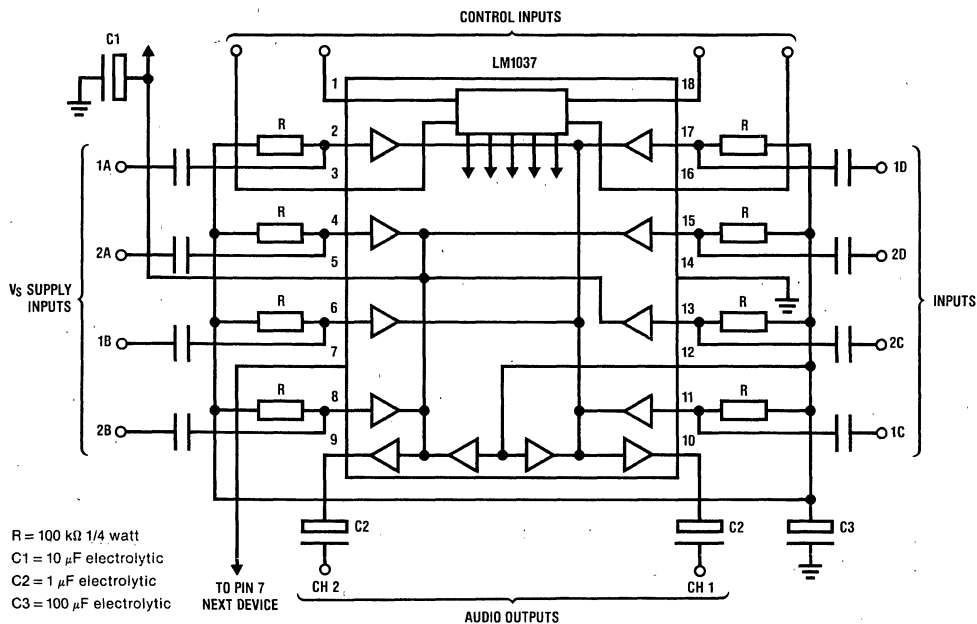 CONTROL INPUTS
C1
LM1037
1
18
R
2
17
R
1A
3
16
1D
R
4
15
R
2A
5
14
2D
VS SUPPLY
INPUTS
INPUTS
R
6
13
R
1B
7
12
2C
R
8
11
R
2B
9
10
1C
C2
C2
C3
R = 100 kΩ 1/4 watt
C1 = 10 μF electrolytic
C2 = 1 μF electrolytic
C3 = 100 μF electrolytic
TO PIN 7
NEXT DEVICE
CH 2
CH 1
AUDIO OUTPUTS